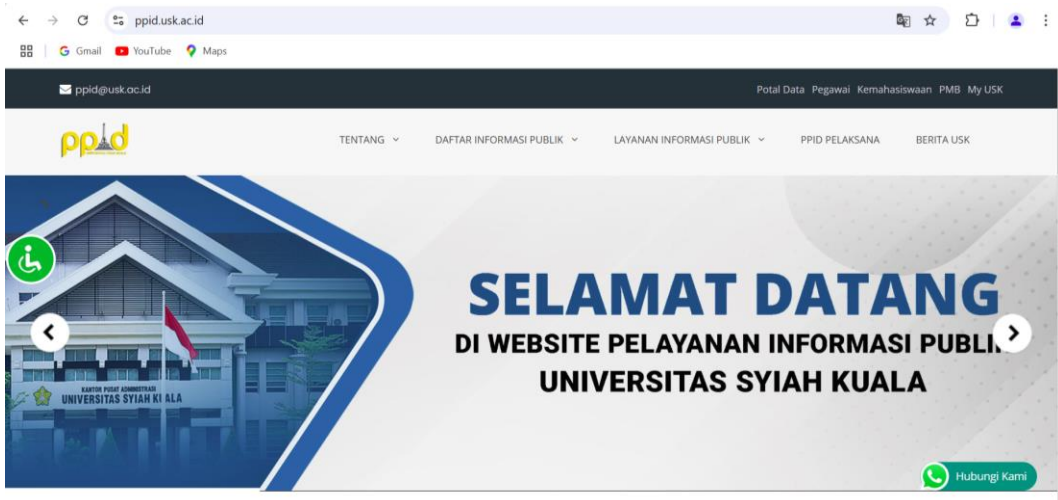 ppid.usk.ac.id
Gmail YouTube Maps
ppid@usk.ac.id
Potal Data Pegawai Kemahasiswaan PMB My USK
ppid
TENTANG DAFTAR INFORMASI PUBLIK LAYANAN INFORMASI PUBLIK PPID PELAKSANA BERITA USK
SELAMAT DATANG
DI WEBSITE PELAYANAN INFORMASI
UNIVERSITAS SYIAH KUALA
KANTOR PUSAT ADMINISTRASI
UNIVERSITAS SYIAH KUALA
Hubungi Kami